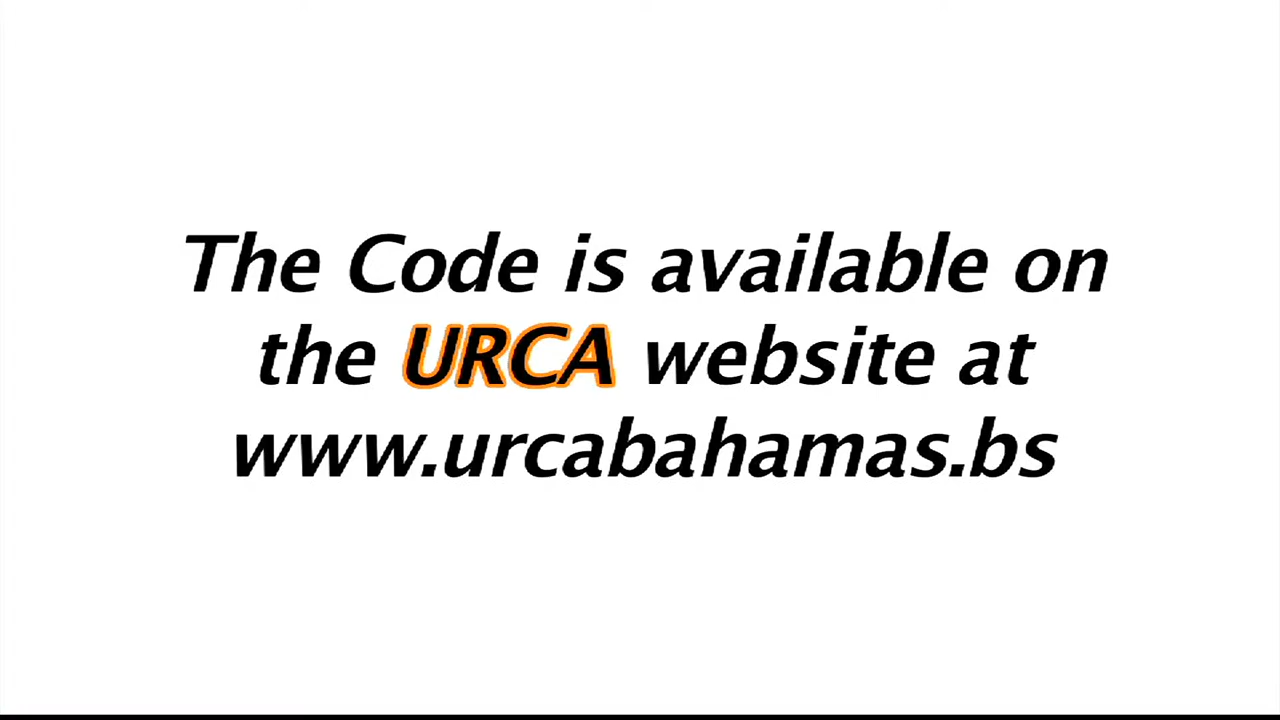 The Code is available on
the URCA website at
www.urcabahamas.bs